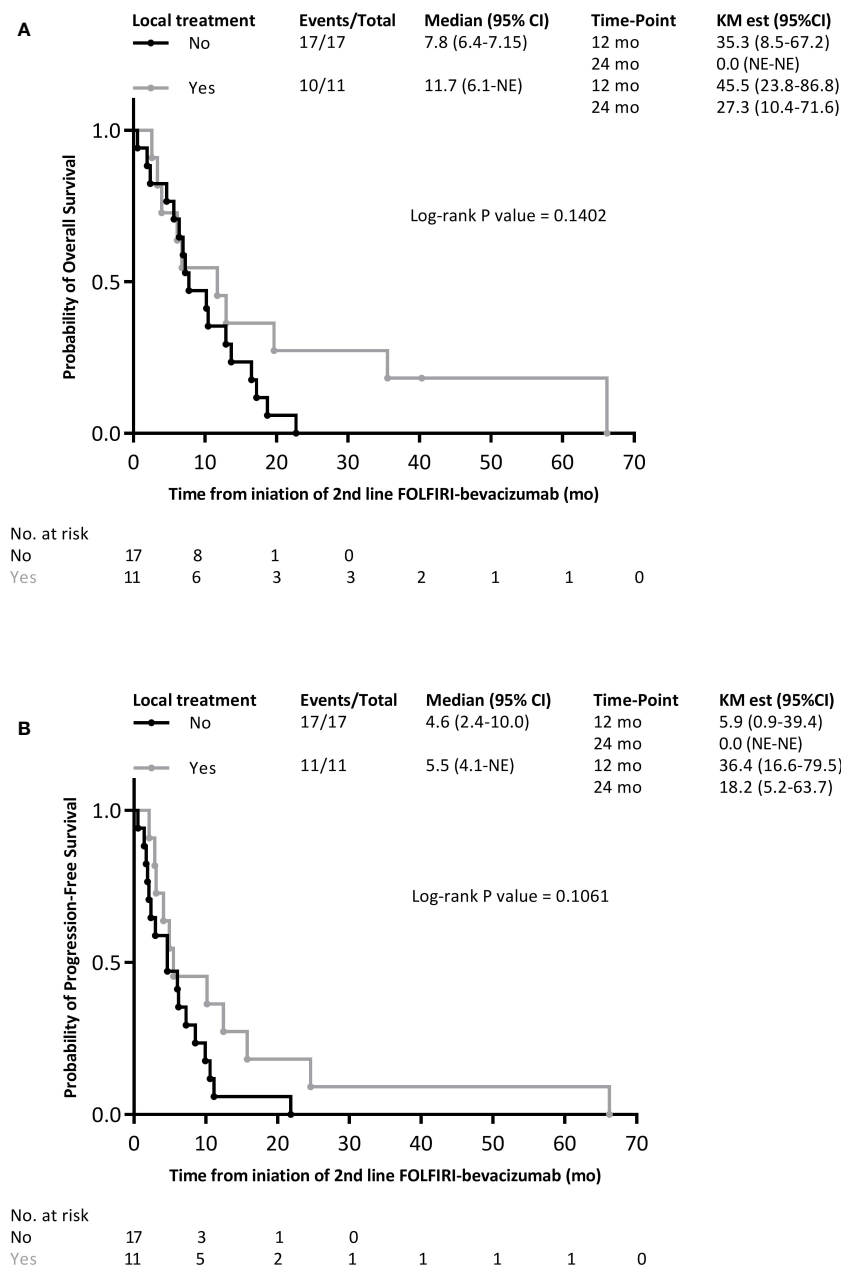 A
Local treatment Events/Total Median (95% CI) Time-Point KM est (95%CI)
No 17/17 7.8 (6.4-7.15) 12 mo 35.3 (8.5-67.2)
24 mo 0.0 (NE-NE)
Yes 10/11 11.7 (6.1-NE) 12 mo 45.5 (23.8-86.8)
24 mo 27.3 (10.4-71.6)
Probability of Overall Survival
1.0
0.5
0.0
Log-rank P value = 0.1402
0 10 20 30 40 50 60 70
Time from iniation of 2nd line FOLFIRI-bevacizumab (mo)
No. at risk
No 17 8 1 0
Yes 11 6 3 3 2 1 1 0
B
Local treatment Events/Total Median (95% CI) Time-Point KM est (95%CI)
No 17/17 4.6 (2.4-10.0) 12 mo 5.9 (0.9-39.4)
24 mo 0.0 (NE-NE)
Yes 11/11 5.5 (4.1-NE) 12 mo 36.4 (16.6-79.5)
24 mo 18.2 (5.2-63.7)
Probability of Progression-Free Survival
1.0
0.5
0.0
Log-rank P value = 0.1061
0 10 20 30 40 50 60 70
Time from iniation of 2nd line FOLFIRI-bevacizumab (mo)
No. at risk
No 17 3 1 0
Yes 11 5 2 1 1 1 1 0